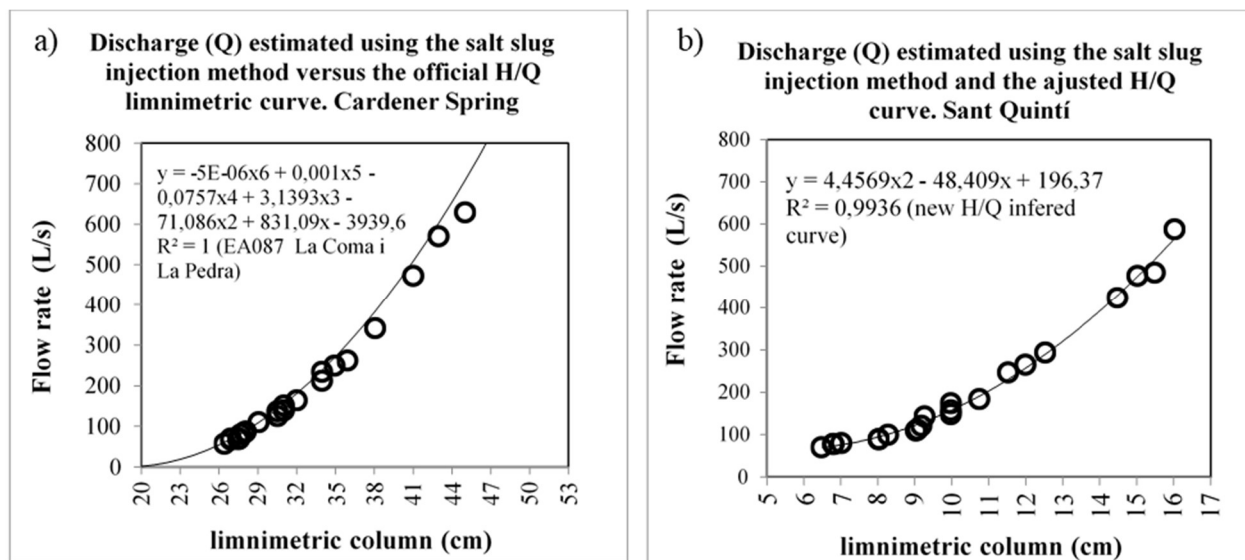 a)
Discharge (Q) estimated using the salt slug
injection method versus the official H/Q
limnimetric curve. Cardener Spring
Flow rate (L/s)
800
700
600
500
400
300
200
100
0
y = -5E-06x6 + 0,001x5 -
0,0757x4 + 3,1393x3 -
71,086x2 + 831,09x - 3939,6
R² = 1 (EA087 La Coma i
La Pedra)
20
23
26
29
32
35
38
41
44
47
50
53
limnimetric column (cm)
b)
Discharge (Q) estimated using the salt slug
injection method and the ajusted H/Q
curve. Sant Quintí
Flow rate (L/s)
800
700
600
500
400
300
200
100
0
y = 4,4569x2 - 48,409x + 196,37
R² = 0,9936 (new H/Q infered
curve)
5
6
7
8
9
10
11
12
13
14
15
16
17
limnimetric column (cm)